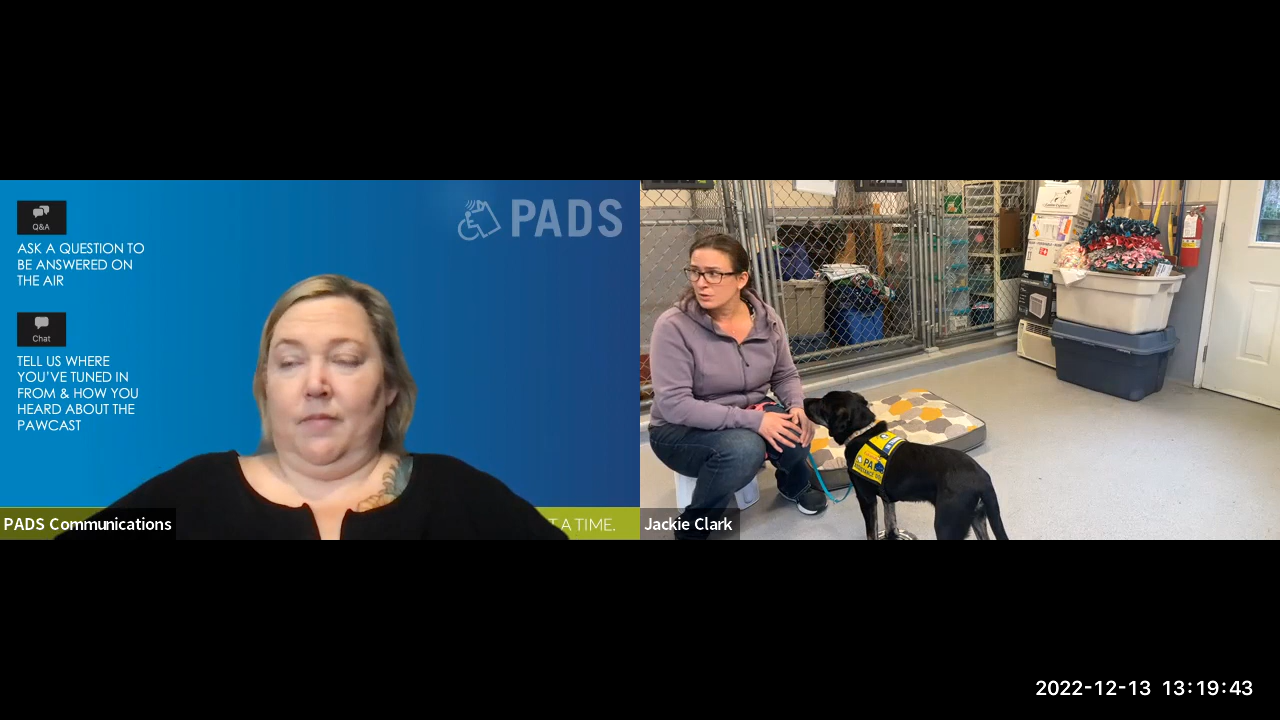 Q&A
ASK A QUESTION TO
BE ANSWERED ON
THE AIR
Chat
TELL US WHERE
YOU'VE TUNED IN
FROM & HOW YOU
HEARD ABOUT THE
PAWCAST
PADS
T A TIME.
PADS Communications
Jackie Clark
2022-12-13 13:19:43